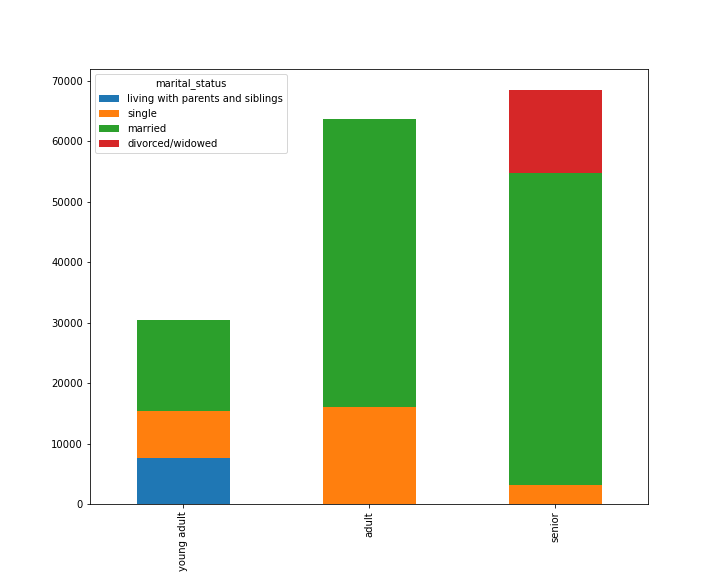 marital_status
living with parents and siblings
single
married
divorced/widowed
70000
60000
50000
40000
30000
20000
10000
0
young adult
adult
senior